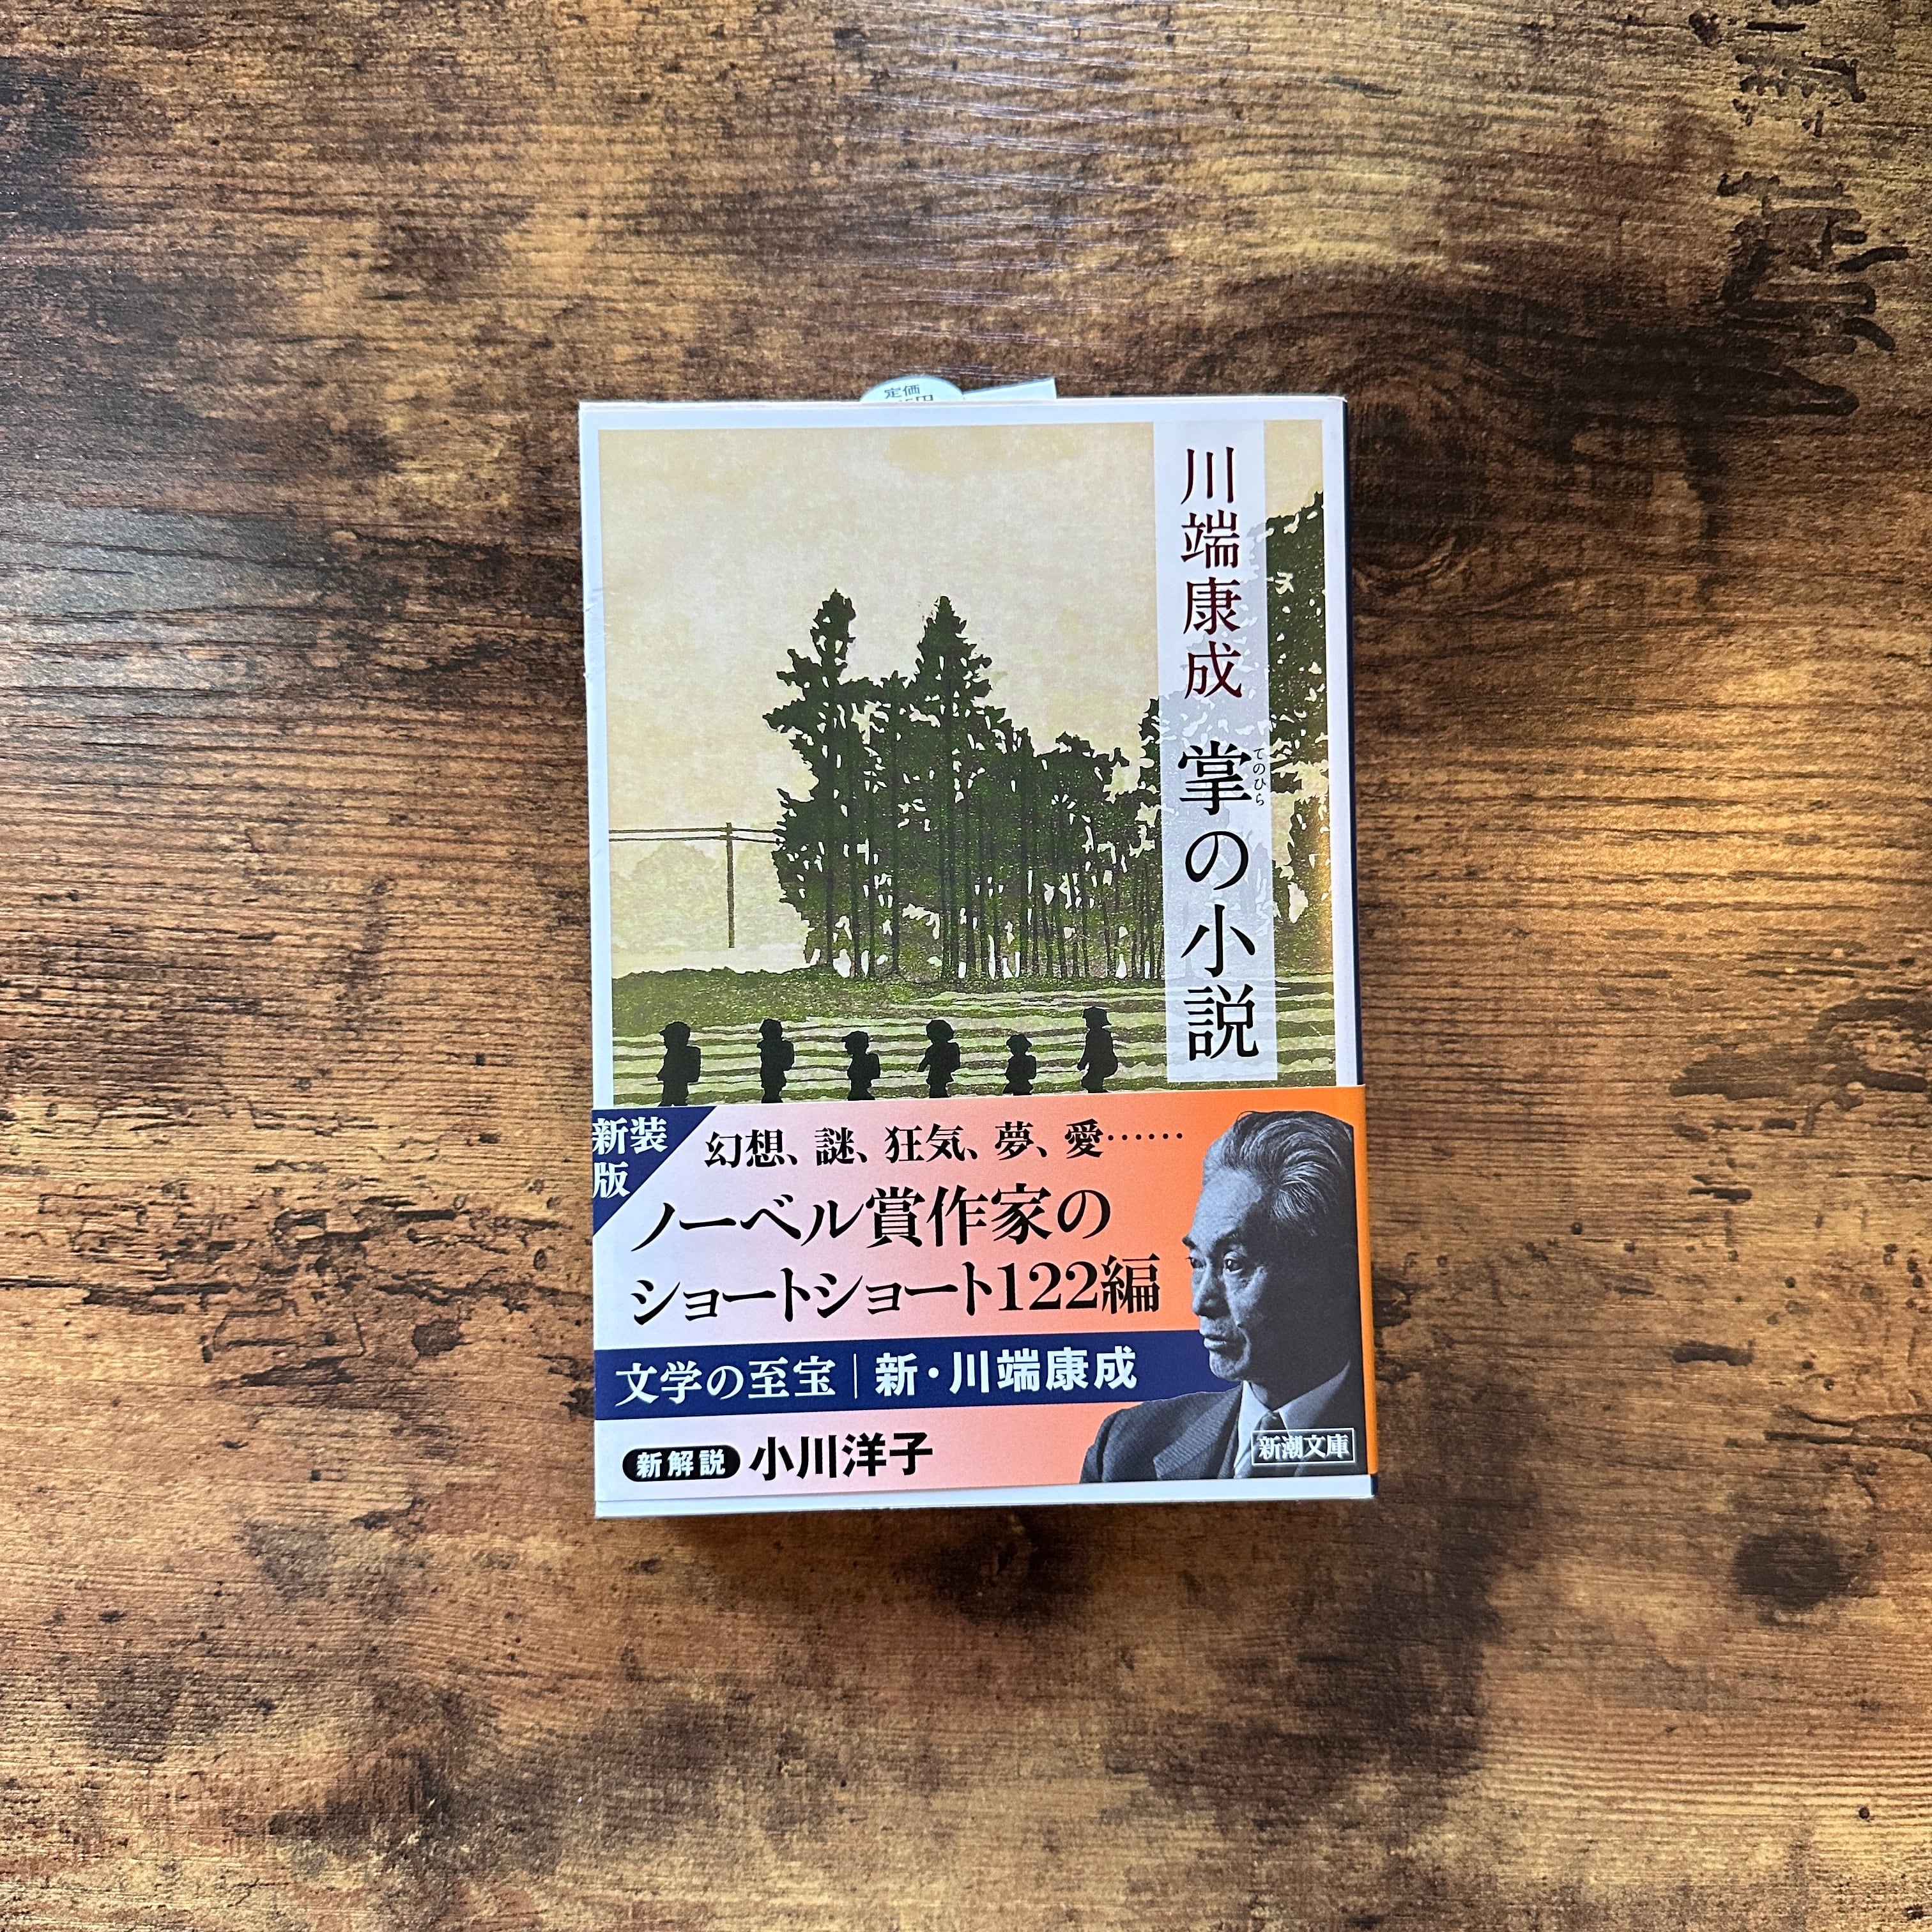 定価
川端康成
掌の小説
てのひら
新装
版
幻想、謎、狂気、夢、愛……
ノーベル賞作家の
ショートショート122編
文学の至宝｜新・川端康成
新解説 小川洋子
新潮文庫